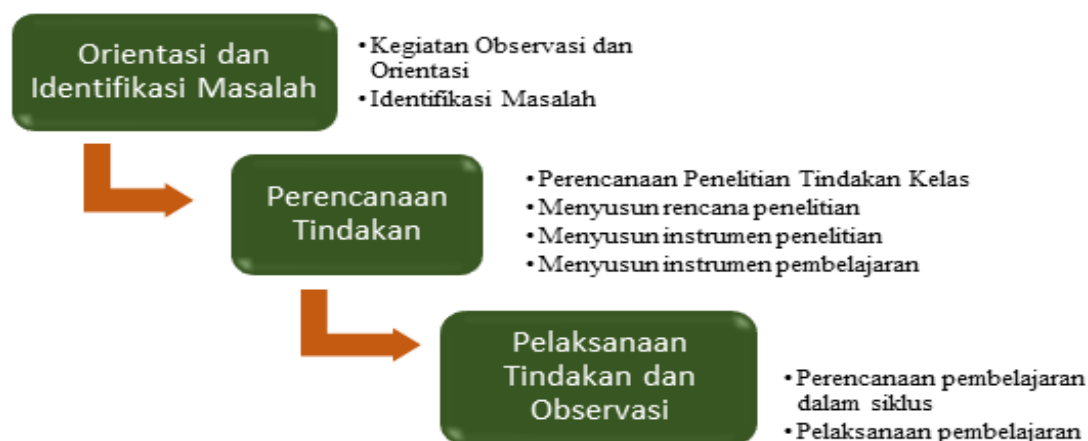 Orientasi dan
Identifikasi Masalah
• Kegiatan Observasi dan
Orientasi
• Identifikasi Masalah
Perencanaan
Tindakan
• Perencanaan Penelitian Tindakan Kelas
• Menyusun rencana penelitian
• Menyusun instrumen penelitian
• Menyusun instrumen pembelajaran
Pelaksanaan
Tindakan dan
Observasi
• Perencanaan pembelajaran
dalam siklus
• Pelaksanaan pembelajaran